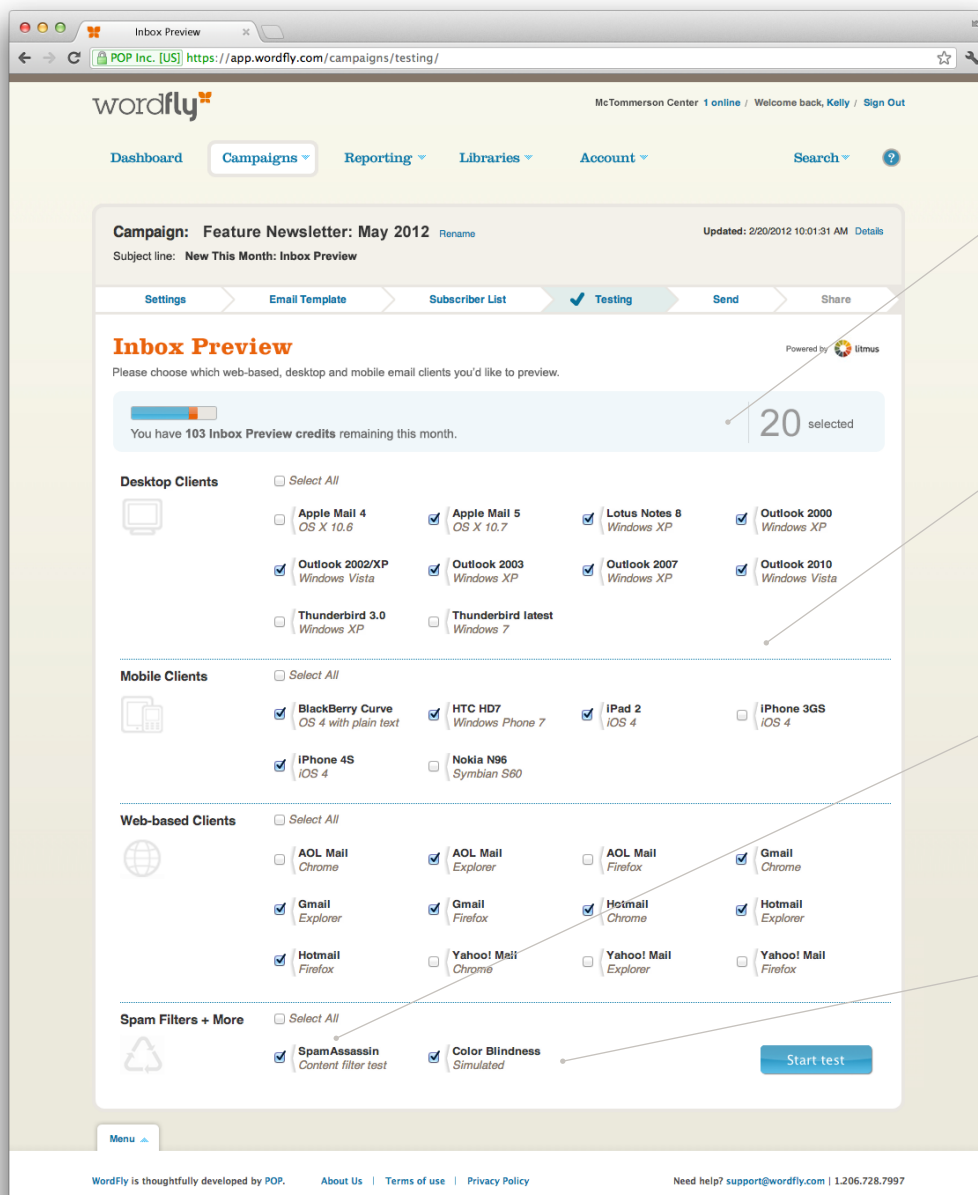 Inbox Preview
POP Inc. [US] https://app.wordfly.com/campaigns/testing/
wordfly
McTommerson Center 1 online / Welcome back, Kelly / Sign Out
Dashboard Campaigns Reporting Libraries Account Search ?
Campaign: Feature Newsletter: May 2012 Rename
Updated: 2/20/2012 10:01:31 AM Details
Subject line: New This Month: Inbox Preview
Settings Email Template Subscriber List Testing Send Share
Inbox Preview
Powered by litmus
Please choose which web-based, desktop and mobile email clients you'd like to preview.
You have 103 Inbox Preview credits remaining this month.
20 selected
Desktop Clients Select All
Apple Mail 4 Apple Mail 5 Lotus Notes 8 Outlook 2000
OS X 10.6 OS X 10.7 Windows XP Windows XP
Outlook 2002/XP Outlook 2003 Outlook 2007 Outlook 2010
Windows Vista Windows XP Windows XP Windows Vista
Thunderbird 3.0 Thunderbird latest
Windows XP Windows 7
Mobile Clients Select All
BlackBerry Curve HTC HD7 iPad 2 iPhone 3GS
OS 4 with plain text Windows Phone 7 iOS 4 iOS 4
iPhone 4S Nokia N96
iOS 4 Symbian S60
Web-based Clients Select All
AOL Mail AOL Mail AOL Mail Gmail
Chrome Explorer Firefox Chrome
Gmail Gmail Hotmail Hotmail
Explorer Firefox Chrome Explorer
Hotmail Yahoo! Mail Yahoo! Mail Yahoo! Mail
Firefox Chrome Explorer Firefox
Spam Filters + More Select All
SpamAssassin Color Blindness
Content filter test Simulated
Start test
Menu
WordFly is thoughtfully developed by POP. About Us | Terms of use | Privacy Policy Need help? support@wordfly.com | 1.206.728.7997